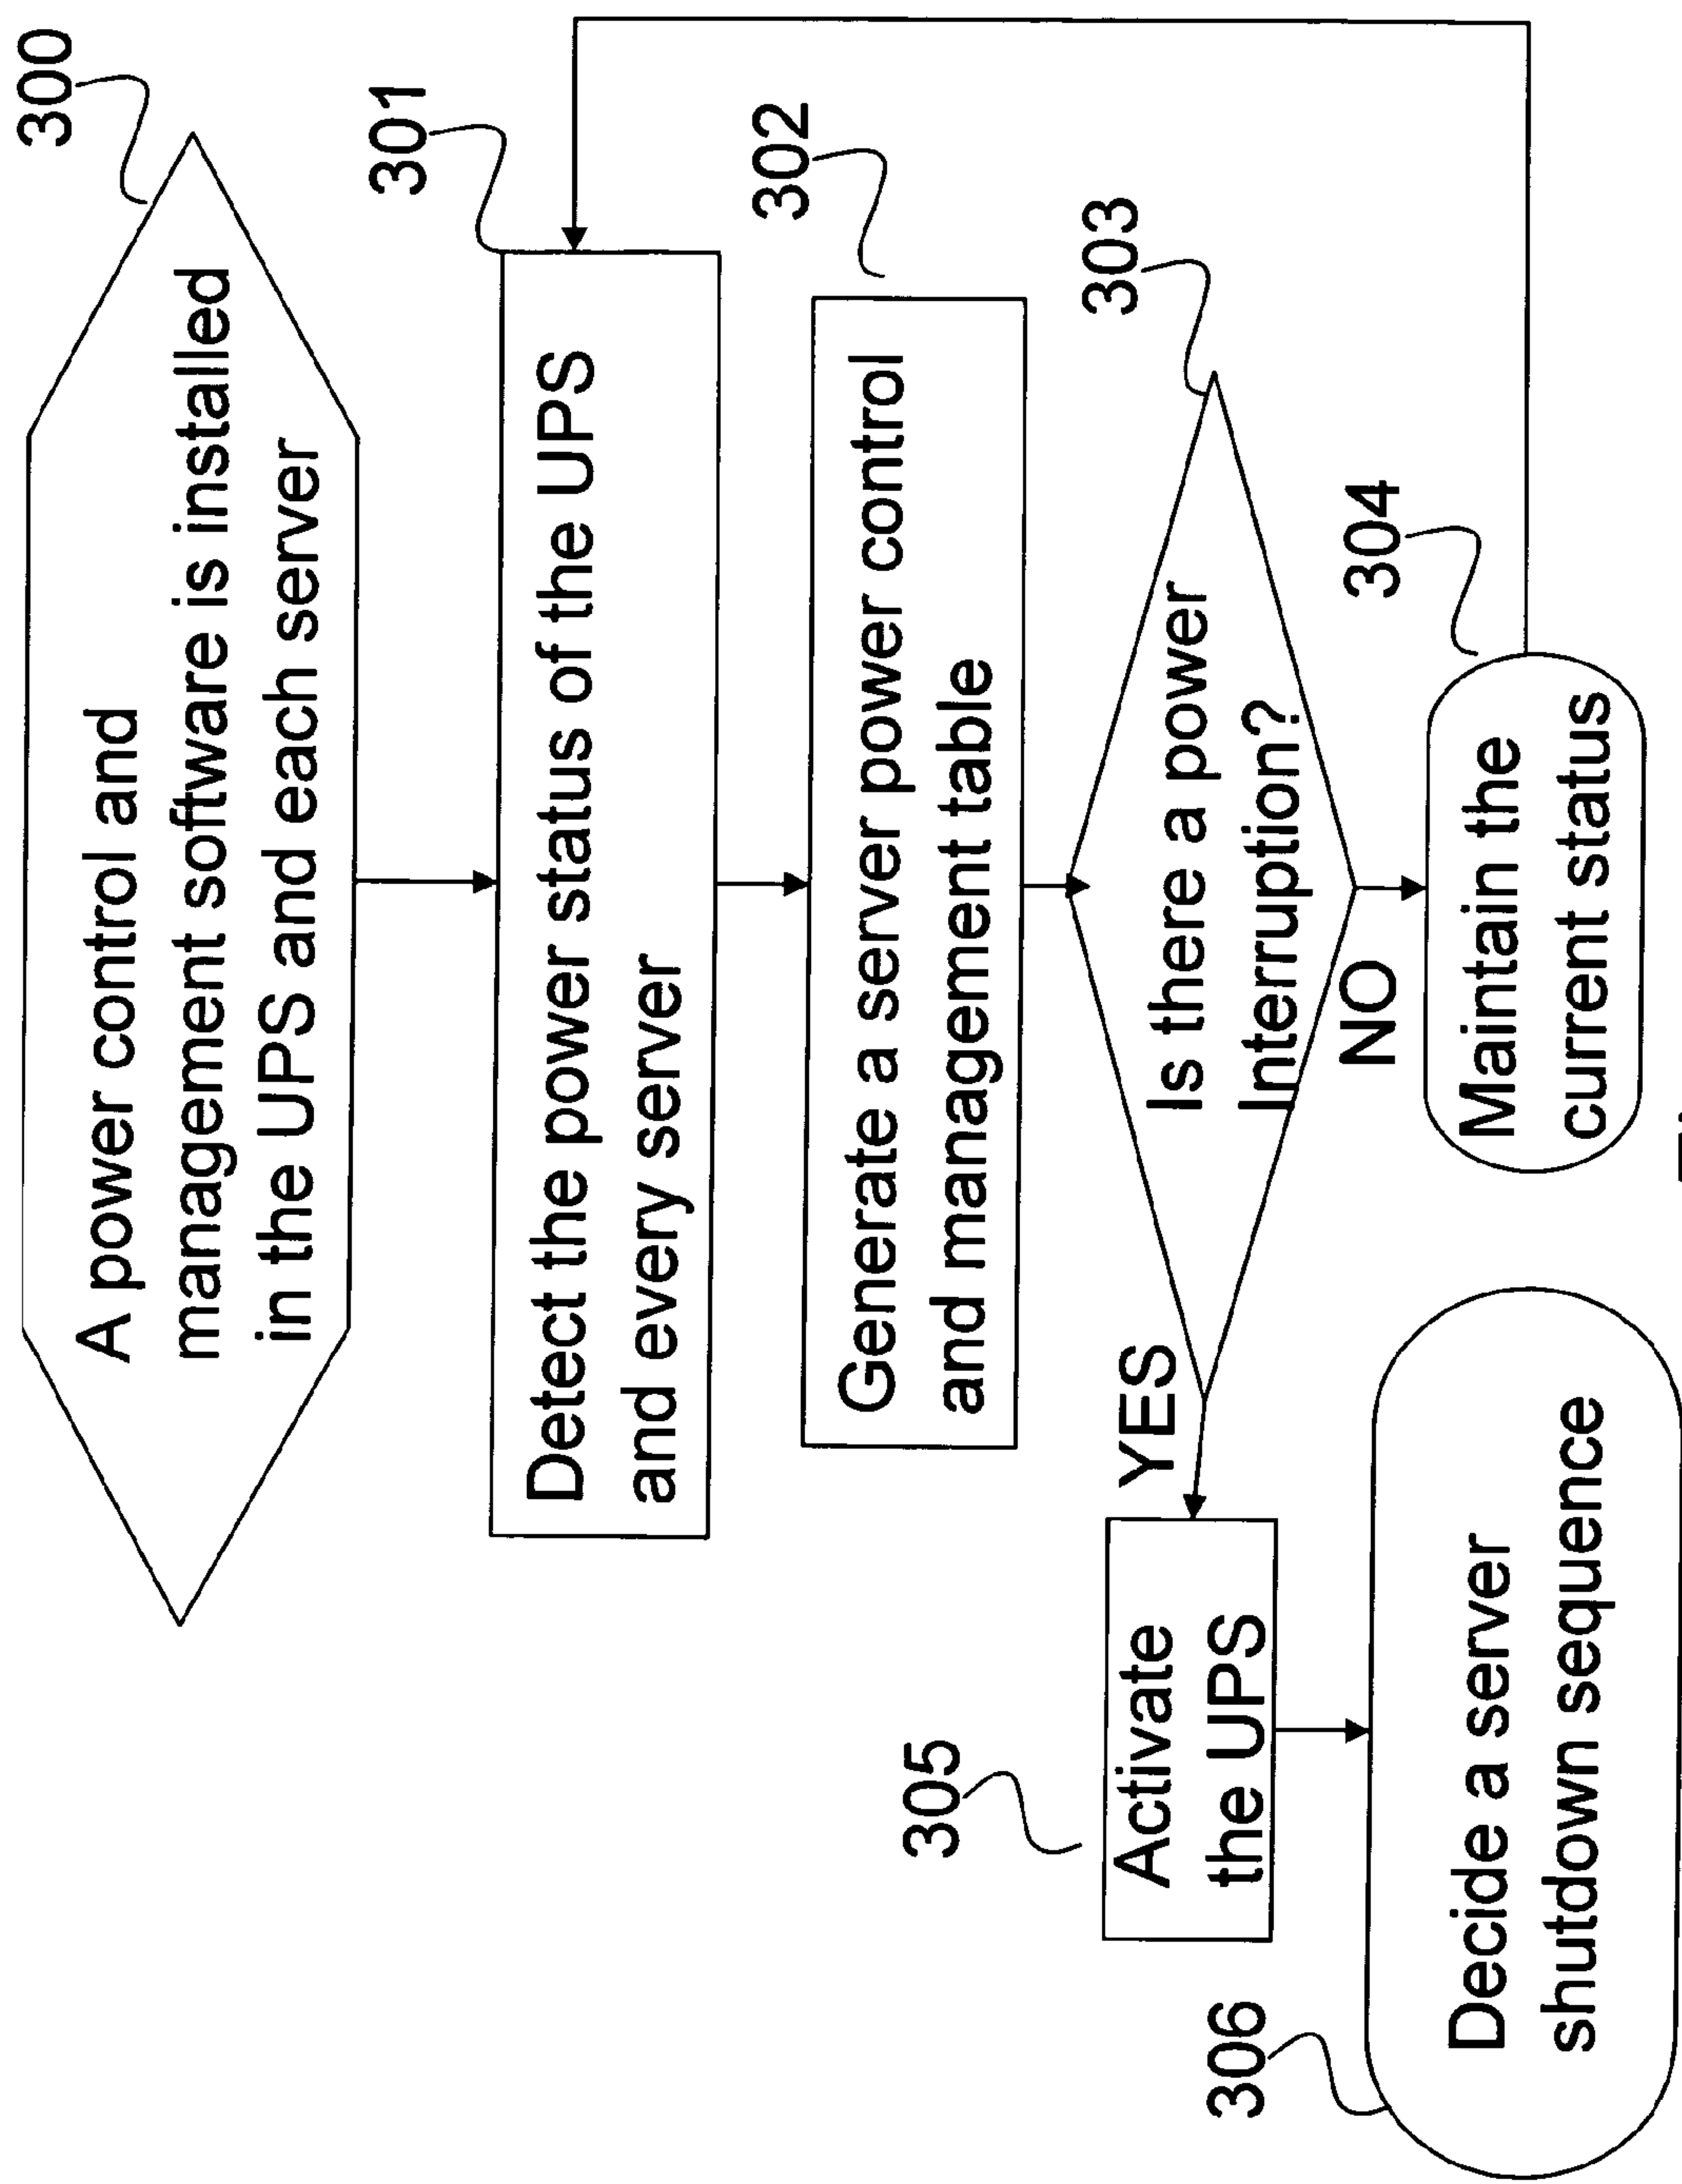 300
A power control and
management software is installed
in the UPS and each server
301
Detect the power status of the UPS
and every server
302
Generate a server power control
and management table
303
Is there a power
Interruption?
YES
NO
304
Maintain the
current status
305
Activate
the UPS
306
Decide a server
shutdown sequence